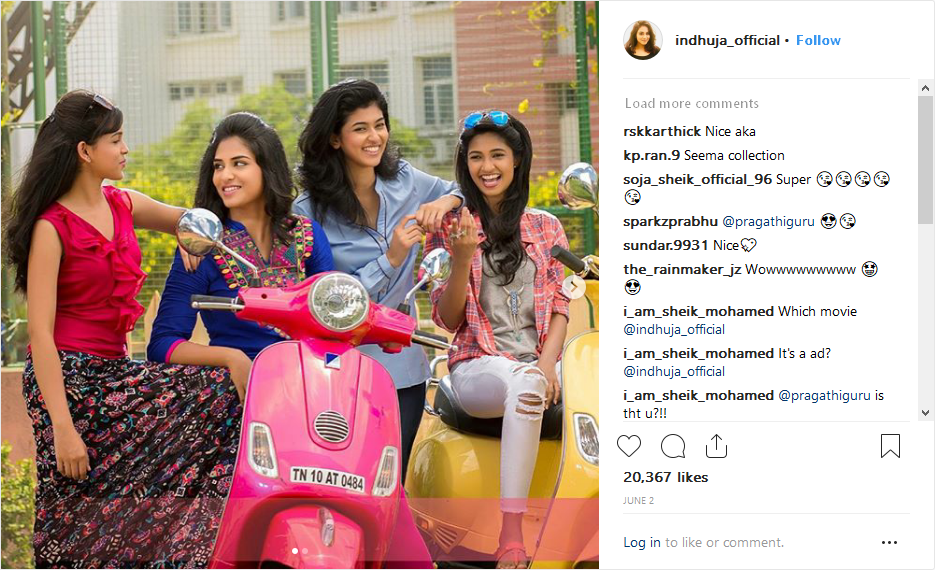 indhuja_official • Follow
Load more comments
rskkarthick Nice aka
kp.ran.9 Seema collection
soja_sheik_official_96 Super 😘😘😘😘
😘
sparkzprabhu @pragathiguru 😍😘
sundar.9931 Nice💘
the_rainmaker_jz Wowwwwwwwwww 🤩
😍
i_am_sheik_mohamed Which movie
@indhuja_official
i_am_sheik_mohamed It's a ad?
@indhuja_official
i_am_sheik_mohamed @pragathiguru is
tht u?!!
20,367 likes
JUNE 2
Log in to like or comment.
TN 10 AT 0484